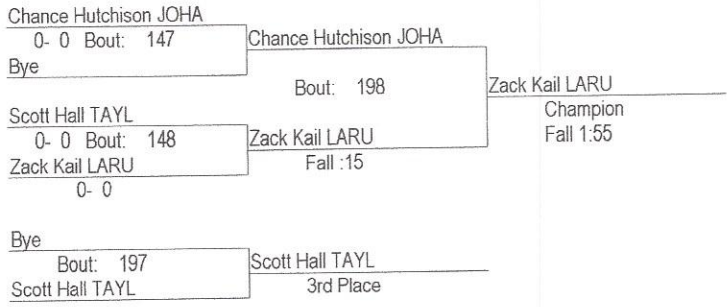 Chance Hutchison JOHA
0- 0 Bout: 147
Bye
Chance Hutchison JOHA
Bout: 198
Scott Hall TAYL
0- 0 Bout: 148
Zack Kail LARU
0- 0
Zack Kail LARU
Fall :15
Zack Kail LARU
Champion
Fall 1:55
Bye
Bout: 197
Scott Hall TAYL
Scott Hall TAYL
3rd Place